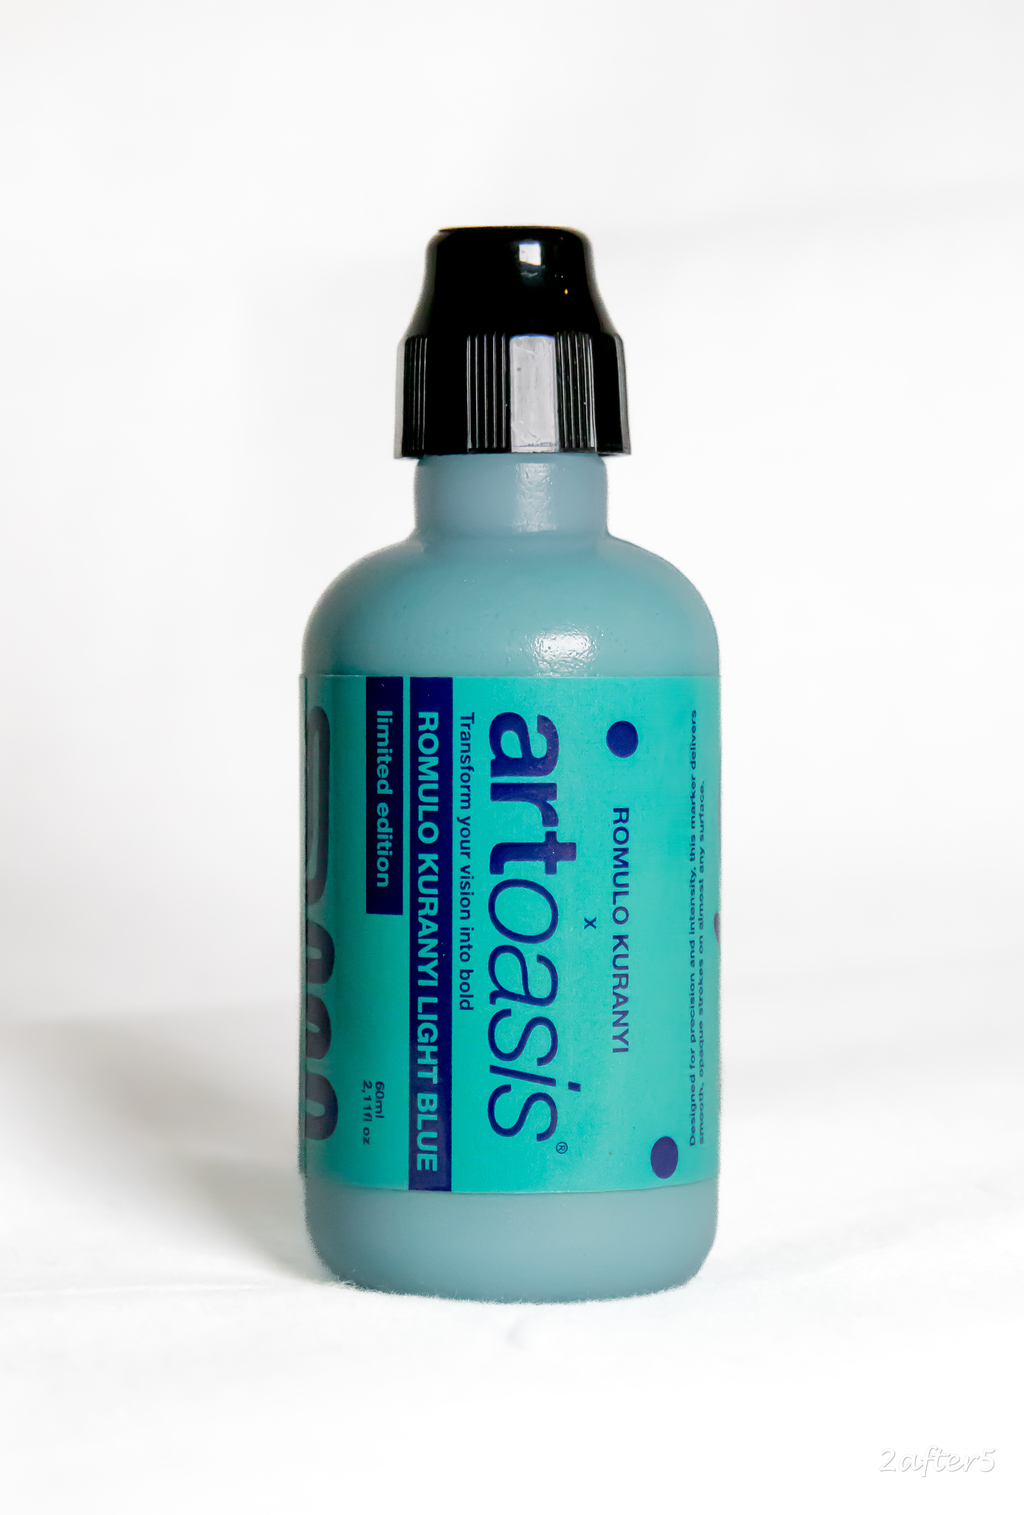 Designed for precision and intensity, this marker delivers
smooth, opaque strokes on almost any surface.
ROMULO KURANYI
x
artoasis®
Transform your vision into bold
ROMULO KURANYI LIGHT BLUE
limited edition
60ml
2,11fl oz
2after5